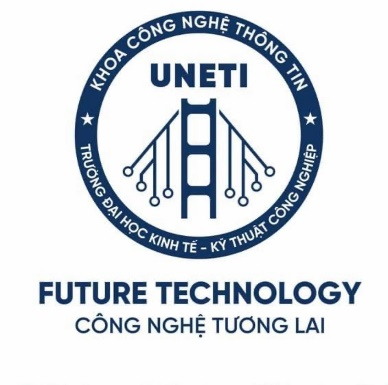 KHOA CÔNG NGHỆ THÔNG TIN
UNETI
TRƯỜNG ĐẠI HỌC KINH TẾ - KỸ THUẬT CÔNG NGHIỆP
FUTURE TECHNOLOGY
CÔNG NGHỆ TƯƠNG LAI